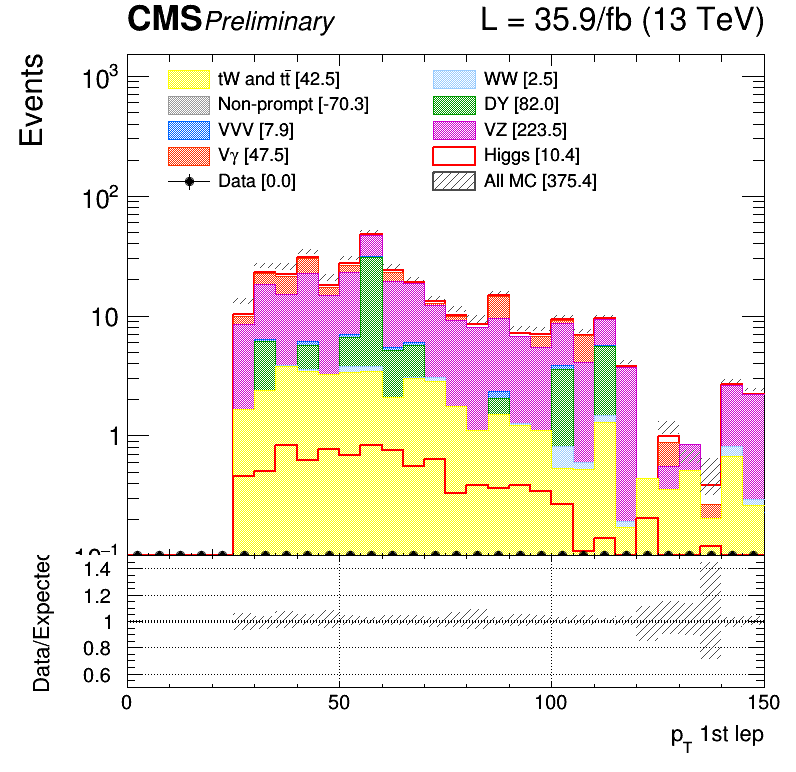 CMS Preliminary L = 35.9/fb (13 TeV)
Events
10³
10²
10
1
10⁻¹
tW and tt̄ [42.5]
WW [2.5]
Non-prompt [-70.3]
DY [82.0]
VVV [7.9]
VZ [223.5]
Vγ [47.5]
Higgs [10.4]
Data [0.0]
All MC [375.4]
Data/Expected
1.4
1.2
1
0.8
0.6
0 50 100 150
p_T 1st lep